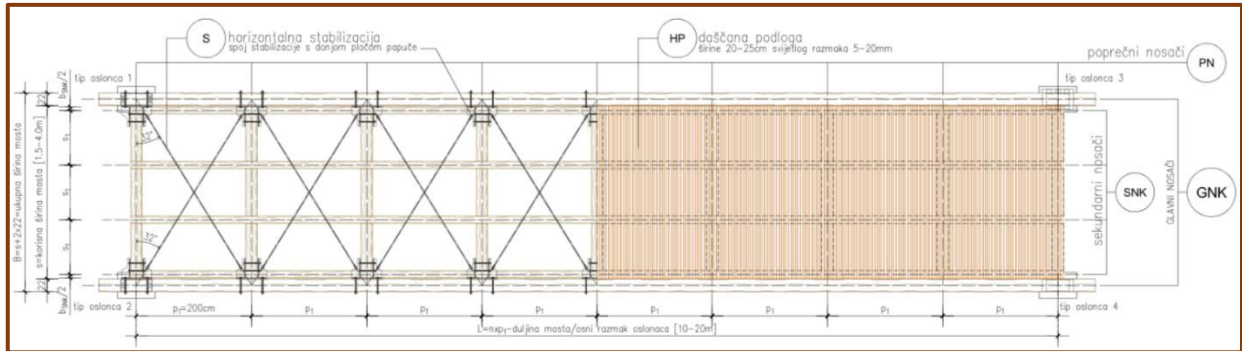 S
horizontalna stabilizacija
spoj stabilizacije s donjom pločom papuče
HP
daščana podloga
širine 20-25cm svijetlog razmaka 5-20mm
poprečni nosači
PN
tip oslonca 1
tip oslonca 3
B=s+2x22=ukupna širina mosta
s=korisna širina mosta [1,5-4.0m]
22
22
s₁
s₁
s₁
32°
32°
sekundarni nosači
SNK
GLAVNI NOSAČI
GNK
tip oslonca 2
tip oslonca 4
p₁=200cm
p₁
p₁
p₁
p₁
p₁
p₁
p₁
L=nxp₁-duljina mosta/osni razmak oslonaca [10-20m]